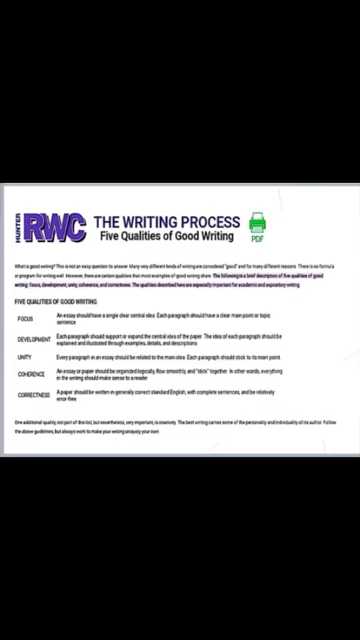 HUNTER RWC THE WRITING PROCESS
Five Qualities of Good Writing
PDF
What is good writing? This is not an easy question to answer. Many very different kinds of writing are considered "good" and for many different reasons. There is no formula
or program for writing well. However, there are certain qualities that most examples of good writing share. The following is a brief description of five qualities of good
writing: focus, development, unity, coherence, and correctness. The qualities described here are especially important for academic and expository writing.
FIVE QUALITIES OF GOOD WRITING
FOCUS An essay should have a single clear central idea. Each paragraph should have a clear main point or topic
sentence
DEVELOPMENT Each paragraph should support or expand the central idea of the paper. The idea of each paragraph should be
explained and illustrated through examples, details, and descriptions
UNITY Every paragraph in an essay should be related to the main idea. Each paragraph should stick to its main point.
COHERENCE An essay or paper should be organized logically, flow smoothly, and "stick" together. In other words, everything
in the writing should make sense to a reader
CORRECTNESS A paper should be written in generally correct standard English, with complete sentences, and be relatively
error-free
One additional quality, not part of this list, but nevertheless, very important, is creativity. The best writing carries some of the personality and individuality of its author. Follow
the above guidelines, but always work to make your writing uniquely your own